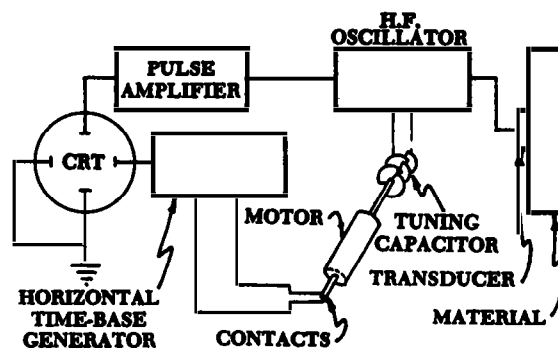 H.F.
OSCILLATOR
PULSE
AMPLIFIER
CRT
MOTOR
TUNING
CAPACITOR
TRANSDUCER
HORIZONTAL
TIME-BASE
GENERATOR
CONTACTS
MATERIAL